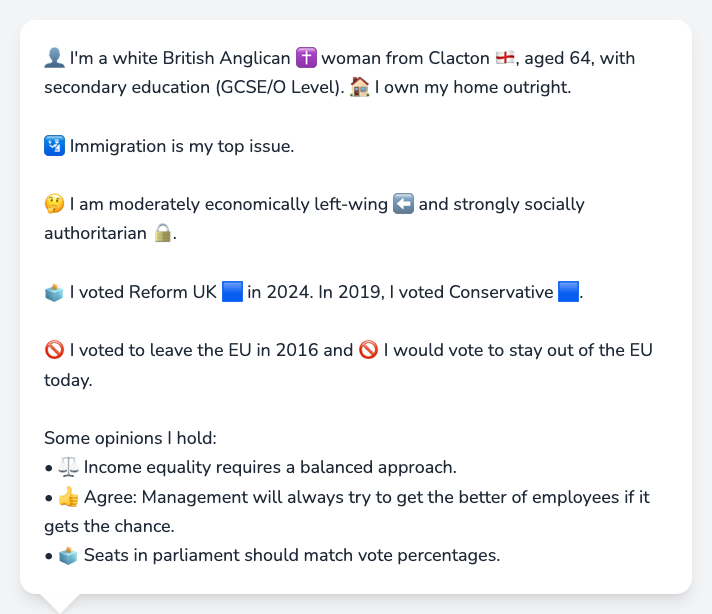 👤 I'm a white British Anglican ✝️ woman from Clacton 🏴󠁧󠁢󠁥󠁮󠁧󠁿, aged 64, with
secondary education (GCSE/O Level). 🏠 I own my home outright.
🛂 Immigration is my top issue.
🤔 I am moderately economically left-wing ⬅️ and strongly socially
authoritarian 🔒.
🗳️ I voted Reform UK 🟦 in 2024. In 2019, I voted Conservative 🟦.
🚫 I voted to leave the EU in 2016 and 🚫 I would vote to stay out of the EU
today.
Some opinions I hold:
• ⚖️ Income equality requires a balanced approach.
• 👍 Agree: Management will always try to get the better of employees if it
gets the chance.
• 🗳️ Seats in parliament should match vote percentages.